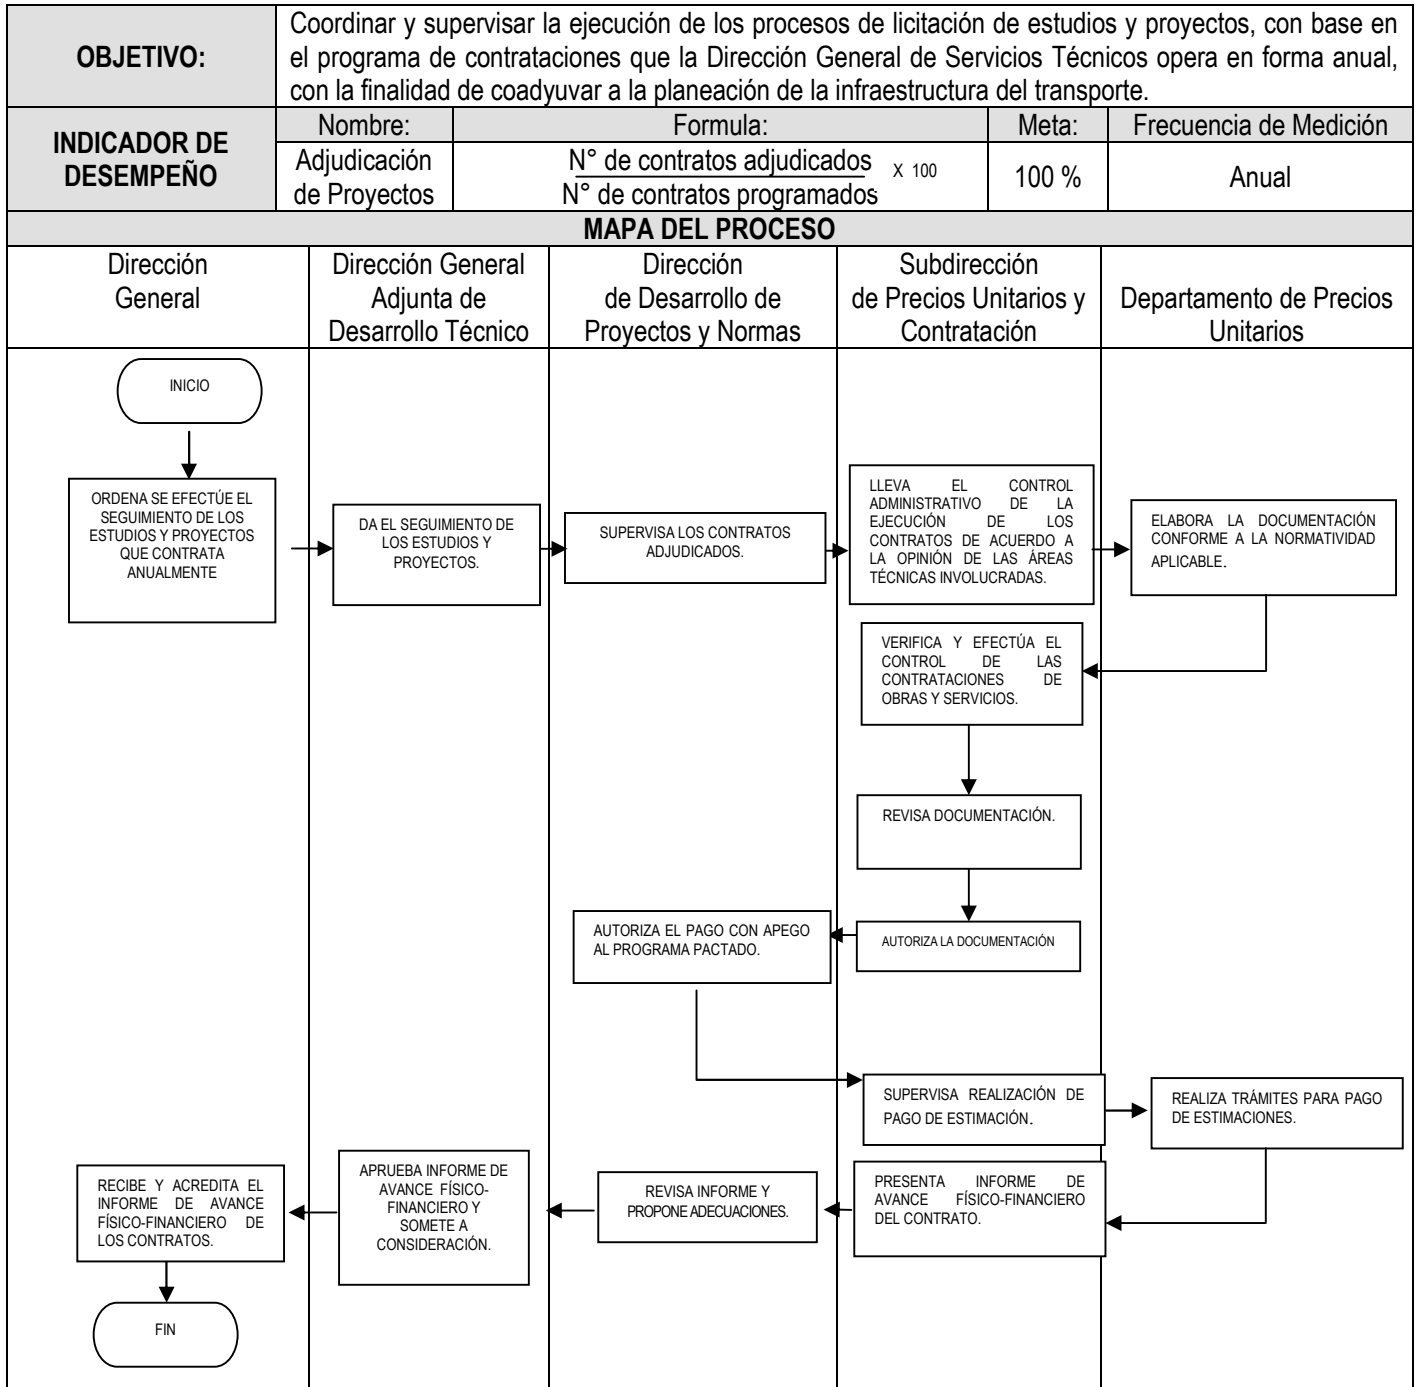 OBJETIVO:
Coordinar y supervisar la ejecución de los procesos de licitación de estudios y proyectos, con base en
el programa de contrataciones que la Dirección General de Servicios Técnicos opera en forma anual,
con la finalidad de coadyuvar a la planeación de la infraestructura del transporte.
INDICADOR DE
DESEMPEÑO
Nombre:
Formula:
Meta:
Frecuencia de Medición
Adjudicación
de Proyectos
N° de contratos adjudicados
N° de contratos programados
X 100
100 %
Anual
MAPA DEL PROCESO
Dirección
General
Dirección General
Adjunta de
Desarrollo Técnico
Dirección
de Desarrollo de
Proyectos y Normas
Subdirección
de Precios Unitarios y
Contratación
Departamento de Precios
Unitarios
INICIO
ORDENA SE EFECTÚE EL
SEGUIMIENTO DE LOS
ESTUDIOS Y PROYECTOS
QUE CONTRATA
ANUALMENTE
DA EL SEGUIMIENTO DE
LOS ESTUDIOS Y
PROYECTOS.
SUPERVISA LOS CONTRATOS
ADJUDICADOS.
LLEVA EL CONTROL
ADMINISTRATIVO DE LA
EJECUCIÓN DE LOS
CONTRATOS DE ACUERDO A
LA OPINIÓN DE LAS ÁREAS
TÉCNICAS INVOLUCRADAS.
ELABORA LA DOCUMENTACIÓN
CONFORME A LA NORMATIVIDAD
APLICABLE.
VERIFICA Y EFECTÚA EL
CONTROL DE LAS
CONTRATACIONES DE
OBRAS Y SERVICIOS.
REVISA DOCUMENTACIÓN.
AUTORIZA LA DOCUMENTACIÓN
AUTORIZA EL PAGO CON APEGO
AL PROGRAMA PACTADO.
SUPERVISA REALIZACIÓN DE
PAGO DE ESTIMACIÓN.
REALIZA TRÁMITES PARA PAGO
DE ESTIMACIONES.
PRESENTA INFORME DE
AVANCE FÍSICO-FINANCIERO
DEL CONTRATO.
REVISA INFORME Y
PROPONE ADECUACIONES.
APRUEBA INFORME DE
AVANCE FÍSICO-
FINANCIERO Y
SOMETE A
CONSIDERACIÓN.
RECIBE Y ACREDITA EL
INFORME DE AVANCE
FÍSICO-FINANCIERO DE
LOS CONTRATOS.
FIN